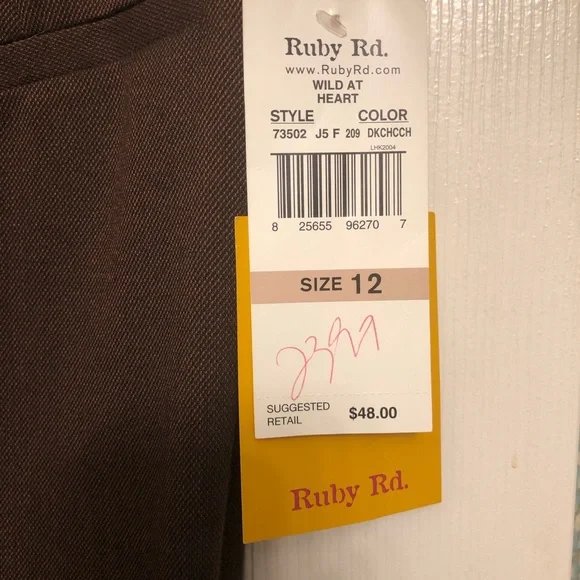 Ruby Rd.
www.RubyRd.com
WILD AT
HEART
STYLE COLOR
73502 J5 F 209 DKCHCCH
LHK2004
8 25655 96270 7
SIZE 12
2399
SUGGESTED
RETAIL $48.00
Ruby Rd.